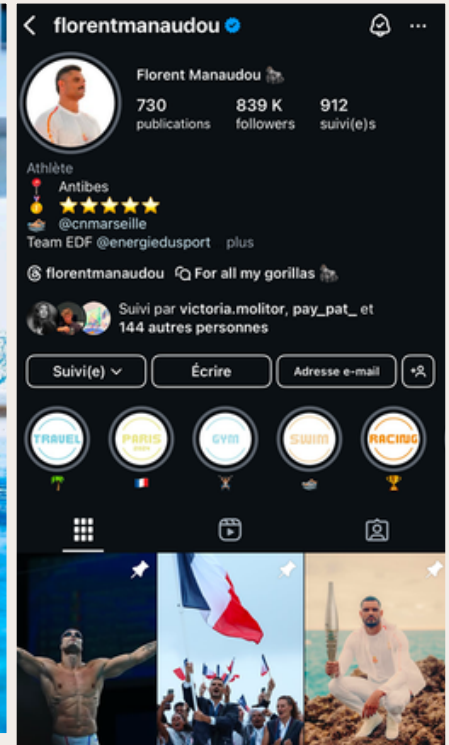 florentmanaudou
Florent Manaudou 🦍
730 839 K 912
publications followers suivi(e)s
Athlète
📍 Antibes
🏅 ⭐⭐⭐⭐⭐
🏊 @cnmarseille
Team EDF @energiedusport plus
florentmanaudou For all my gorillas 🦍
Suivi par victoria.molitor, pay_pat_ et
144 autres personnes
Suivi(e) Écrire Adresse e-mail
TRAVEL PARIS 2024 GYM SWIM RACING